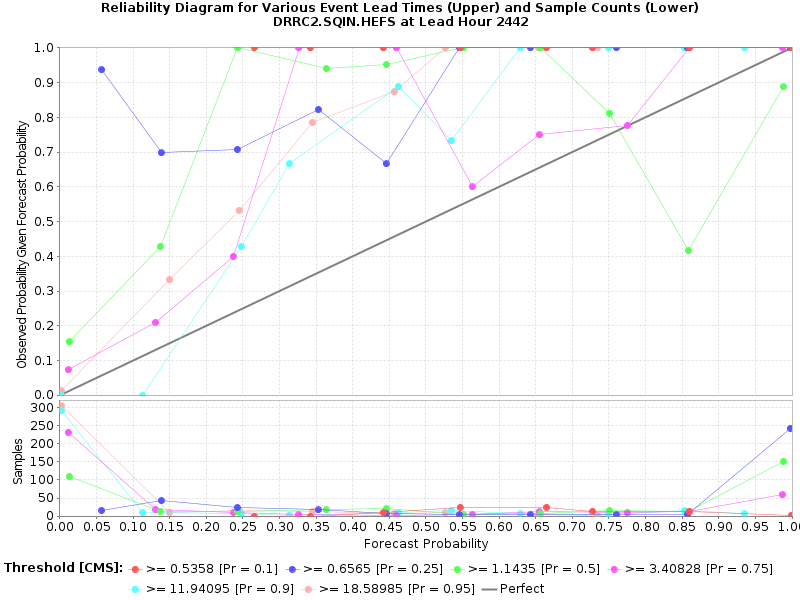 Reliability Diagram for Various Event Lead Times (Upper) and Sample Counts (Lower)
DRRC2.SQIN.HEFS at Lead Hour 2442
Observed Probability Given Forecast Probability
1.0
0.9
0.8
0.7
0.6
0.5
0.4
0.3
0.2
0.1
0.0
Samples
300
250
200
150
100
50
0
0.00 0.05 0.10 0.15 0.20 0.25 0.30 0.35 0.40 0.45 0.50 0.55 0.60 0.65 0.70 0.75 0.80 0.85 0.90 0.95 1.00
Forecast Probability
Threshold [CMS]: >= 0.5358 [Pr = 0.1] >= 0.6565 [Pr = 0.25] >= 1.1435 [Pr = 0.5] >= 3.40828 [Pr = 0.75]
>= 11.94095 [Pr = 0.9] >= 18.58985 [Pr = 0.95] Perfect